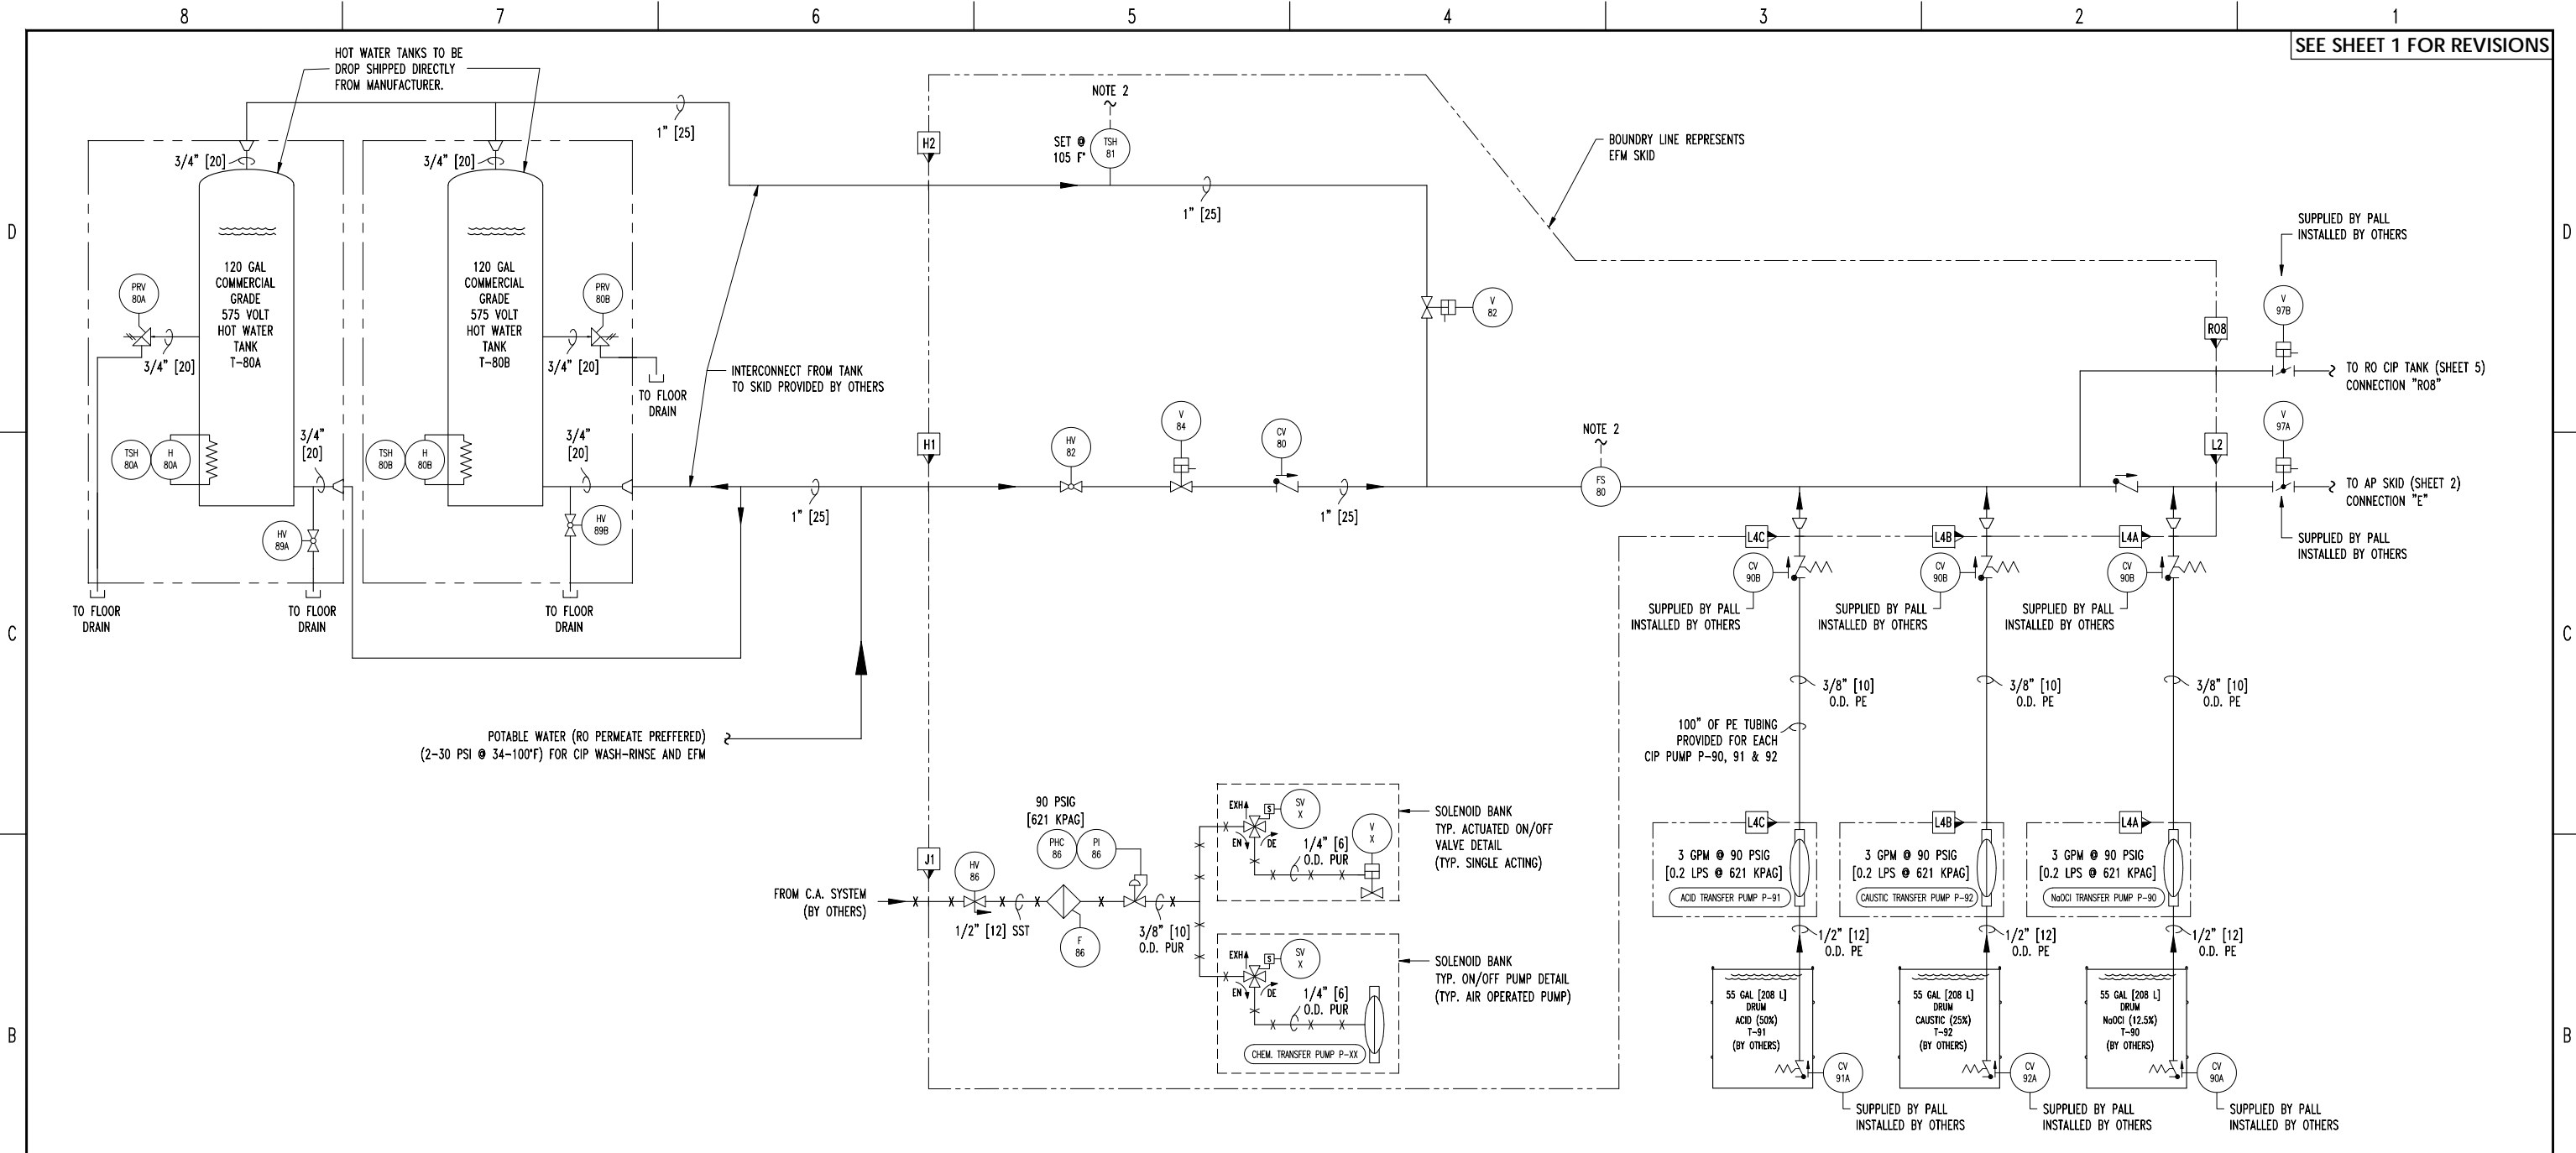 8
7
6
5
4
3
2
1
SEE SHEET 1 FOR REVISIONS
D
D
C
C
B
B
HOT WATER TANKS TO BE
DROP SHIPPED DIRECTLY
FROM MANUFACTURER.
1" [25]
3/4" [20]
3/4" [20]
PRV
80A
120 GAL
COMMERCIAL
GRADE
575 VOLT
HOT WATER
TANK
T-80A
3/4" [20]
120 GAL
COMMERCIAL
GRADE
575 VOLT
HOT WATER
TANK
T-80B
PRV
80B
3/4" [20]
TO FLOOR
DRAIN
TSH
80A
H
80A
3/4"
[20]
TSH
80B
H
80B
3/4"
[20]
HV
89A
HV
89B
TO FLOOR
DRAIN
TO FLOOR
DRAIN
TO FLOOR
DRAIN
H2
NOTE 2
SET @
105 F°
TSH
81
1" [25]
BOUNDRY LINE REPRESENTS
EFM SKID
INTERCONNECT FROM TANK
TO SKID PROVIDED BY OTHERS
V
82
H1
1" [25]
HV
82
V
84
CV
80
1" [25]
NOTE 2
FS
80
SUPPLIED BY PALL
INSTALLED BY OTHERS
V
97B
RO8
TO RO CIP TANK (SHEET 5)
CONNECTION "RO8"
V
97A
L2
TO AP SKID (SHEET 2)
CONNECTION "E"
SUPPLIED BY PALL
INSTALLED BY OTHERS
L4C
L4B
L4A
CV
90B
CV
90B
CV
90B
SUPPLIED BY PALL
INSTALLED BY OTHERS
SUPPLIED BY PALL
INSTALLED BY OTHERS
SUPPLIED BY PALL
INSTALLED BY OTHERS
3/8" [10]
O.D. PE
3/8" [10]
O.D. PE
3/8" [10]
O.D. PE
100" OF PE TUBING
PROVIDED FOR EACH
CIP PUMP P-90, 91 & 92
POTABLE WATER (RO PERMEATE PREFFERED)
(2-30 PSI @ 34-100°F) FOR CIP WASH-RINSE AND EFM
90 PSIG
[621 KPAG]
PHC
86
PI
86
J1
HV
86
FROM C.A. SYSTEM
(BY OTHERS)
1/2" [12] SST
F
86
3/8" [10]
O.D. PUR
EXH
S
SV
X
EN
DE
1/4" [6]
O.D. PUR
V
X
SOLENOID BANK
TYP. ACTUATED ON/OFF
VALVE DETAIL
(TYP. SINGLE ACTING)
EXH
S
SV
X
EN
DE
1/4" [6]
O.D. PUR
CHEM. TRANSFER PUMP P-XX
SOLENOID BANK
TYP. ON/OFF PUMP DETAIL
(TYP. AIR OPERATED PUMP)
L4C
L4B
L4A
3 GPM @ 90 PSIG
[0.2 LPS @ 621 KPAG]
ACID TRANSFER PUMP P-91
3 GPM @ 90 PSIG
[0.2 LPS @ 621 KPAG]
CAUSTIC TRANSFER PUMP P-92
3 GPM @ 90 PSIG
[0.2 LPS @ 621 KPAG]
NaOCl TRANSFER PUMP P-90
1/2" [12]
O.D. PE
1/2" [12]
O.D. PE
1/2" [12]
O.D. PE
55 GAL [208 L]
DRUM
ACID (50%)
T-91
(BY OTHERS)
55 GAL [208 L]
DRUM
CAUSTIC (25%)
T-92
(BY OTHERS)
55 GAL [208 L]
DRUM
NaOCl (12.5%)
T-90
(BY OTHERS)
CV
91A
CV
92A
CV
90A
SUPPLIED BY PALL
INSTALLED BY OTHERS
SUPPLIED BY PALL
INSTALLED BY OTHERS
SUPPLIED BY PALL
INSTALLED BY OTHERS